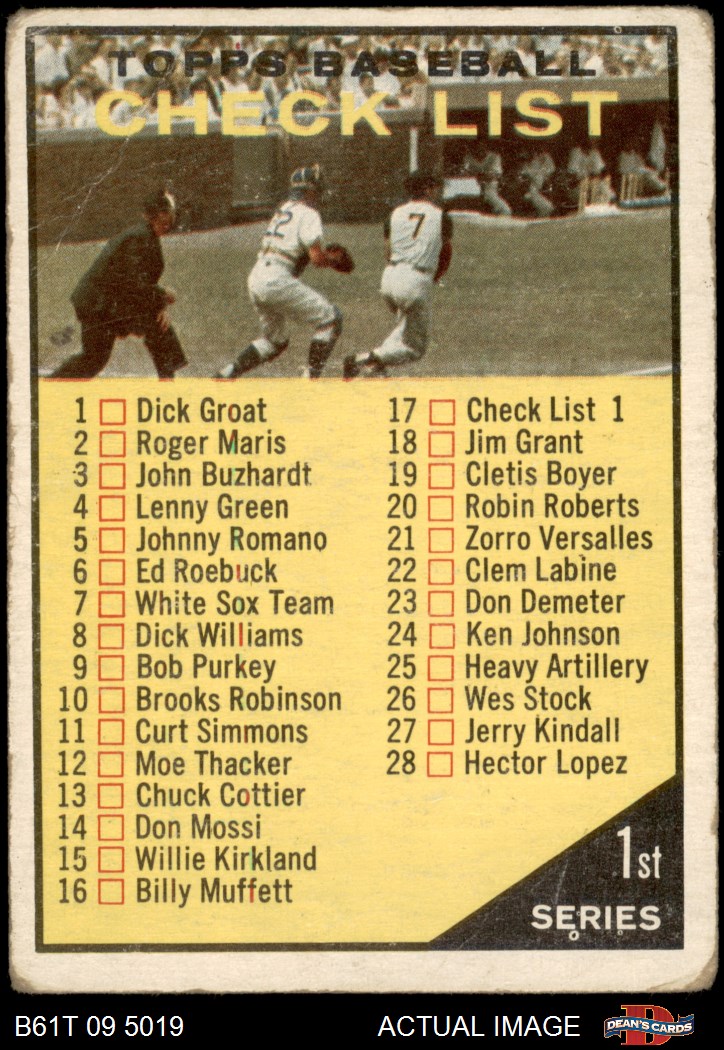 TOPPS BASEBALL
CHECK LIST
22
7
1 Dick Groat
2 Roger Maris
3 John Buzhardt
4 Lenny Green
5 Johnny Romano
6 Ed Roebuck
7 White Sox Team
8 Dick Williams
9 Bob Purkey
10 Brooks Robinson
11 Curt Simmons
12 Moe Thacker
13 Chuck Cottier
14 Don Mossi
15 Willie Kirkland
16 Billy Muffett
17 Check List 1
18 Jim Grant
19 Cletis Boyer
20 Robin Roberts
21 Zorro Versalles
22 Clem Labine
23 Don Demeter
24 Ken Johnson
25 Heavy Artillery
26 Wes Stock
27 Jerry Kindall
28 Hector Lopez
1st
SERIES
B61T 09 5019
ACTUAL IMAGE
D
DEAN'S CARDS